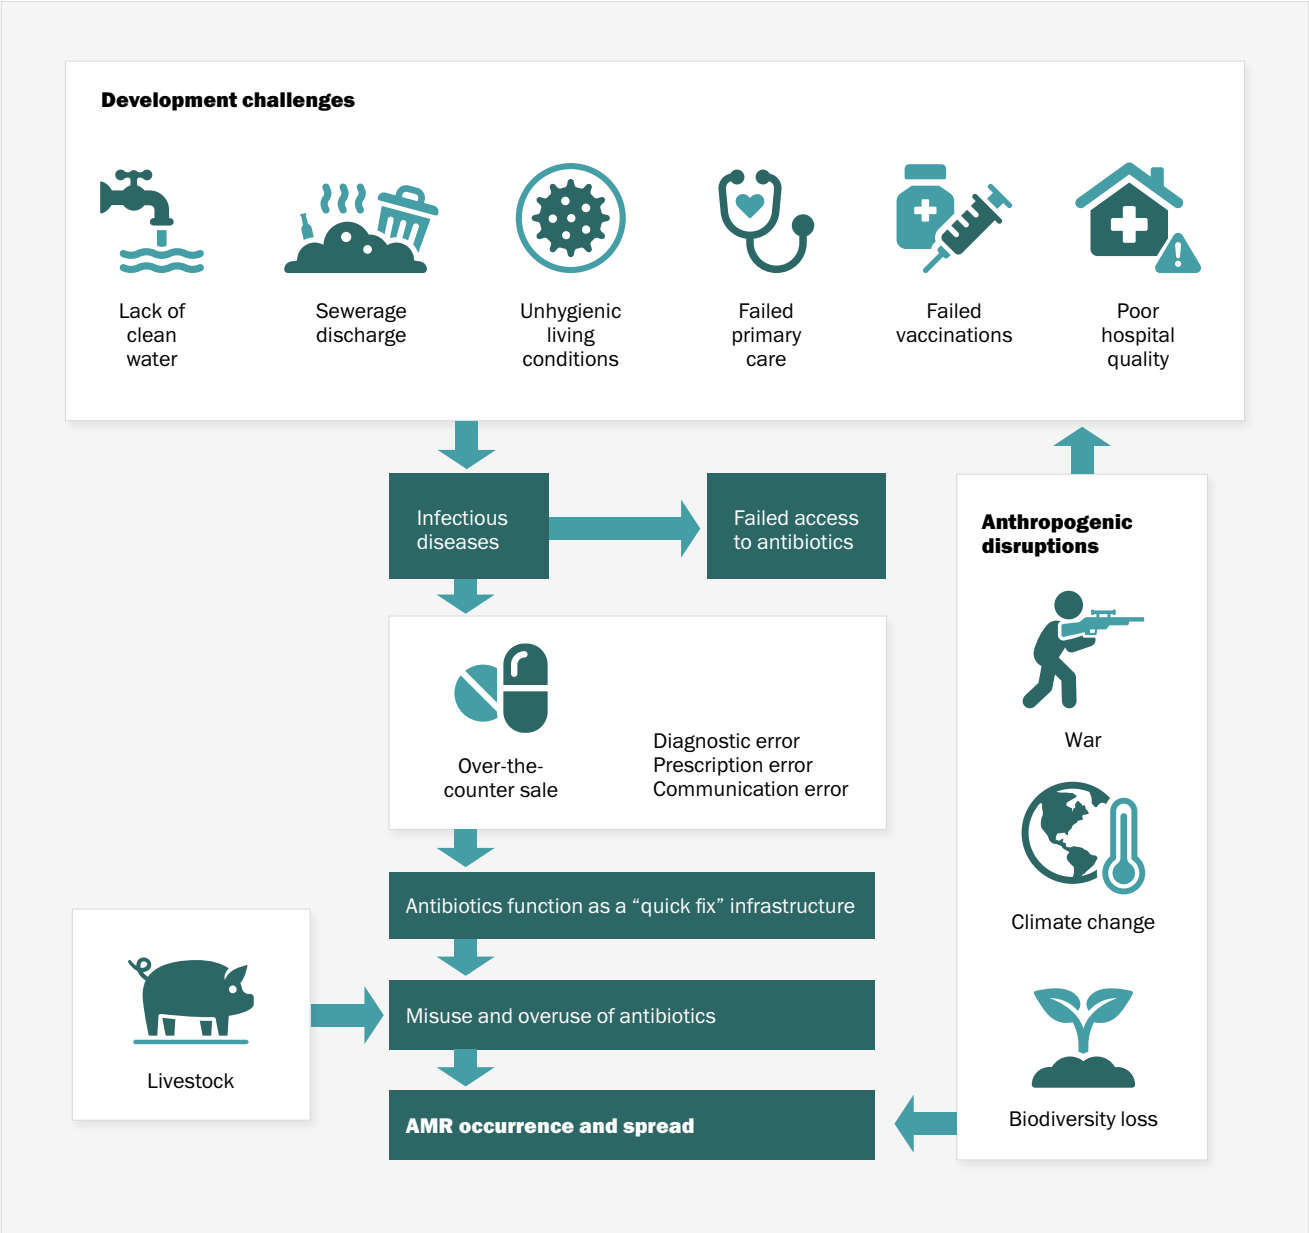 Development challenges
Lack of
clean
water
Sewerage
discharge
Unhygienic
living
conditions
Failed
primary
care
Failed
vaccinations
Poor
hospital
quality
Infectious
diseases
Failed access
to antibiotics
Anthropogenic
disruptions
War
Climate change
Biodiversity loss
Over-the-
counter sale
Diagnostic error
Prescription error
Communication error
Antibiotics function as a “quick fix” infrastructure
Livestock
Misuse and overuse of antibiotics
AMR occurrence and spread